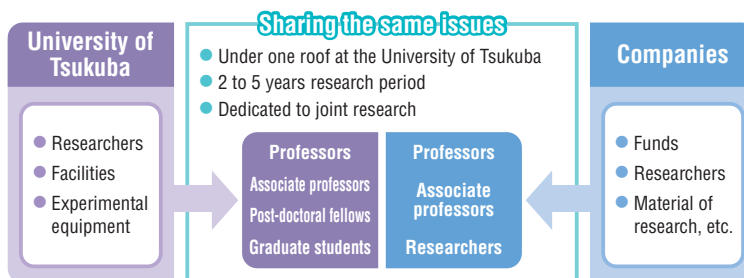 University of
Tsukuba
Researchers
Facilities
Experimental
equipment
Sharing the same issues
Under one roof at the University of Tsukuba
2 to 5 years research period
Dedicated to joint research
Professors
Associate professors
Post-doctoral fellows
Graduate students
Professors
Associate
professors
Researchers
Companies
Funds
Researchers
Material of
research, etc.